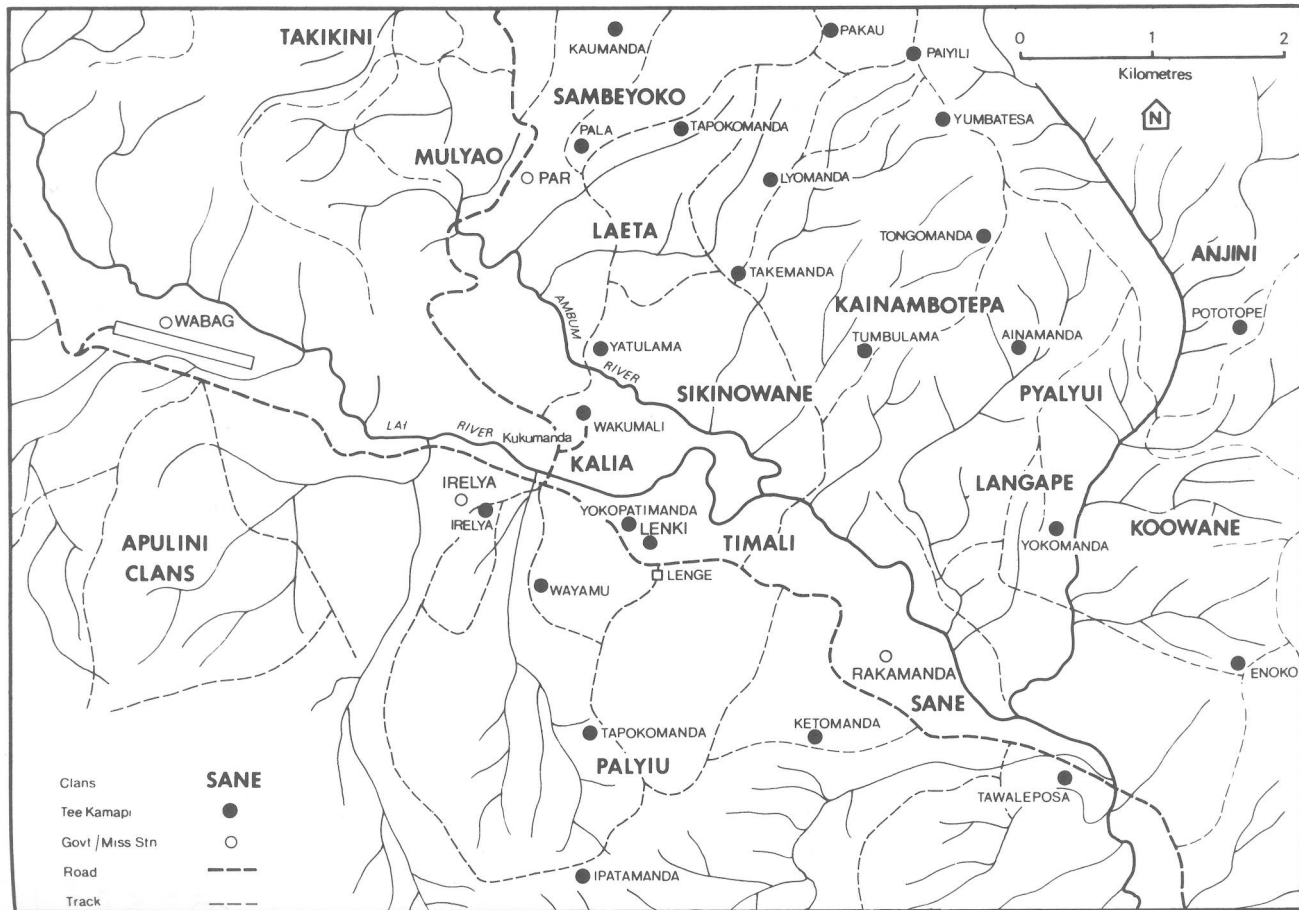 TAKIKINI
KAUMANDA
PAKAU
PAIYILI
0 1 2
Kilometres
N
SAMBEYOKO
PALA
TAPOKOMANDA
YUMBATESA
MULYAO
PAR
LYOMANDA
LAETA
TONGOMANDA
ANJINI
TAKEMANDA
KAINAMBOTEPA
POTOTOPE
WABAG
AMBUM
RIVER
YATULAMA
TUMBULAMA
AINAMANDA
SIKINOWANE
PYALYUI
WAKUMALI
LAI RIVER
Kukumanda
KALIA
IRELYA
IRELYA
LANGAPE
YOKOPATIMANDA
LENKI
TIMALI
YOKOMANDA
KOOWANE
APULINI
CLANS
LENGE
WAYAMU
RAKAMANDA
ENOKO
SANE
TAPOKOMANDA
KETOMANDA
PALYIU
TAWALEPOSA
IPATAMANDA
Clans SANE
Tee Kamapi
Govt / Miss Stn
Road
Track